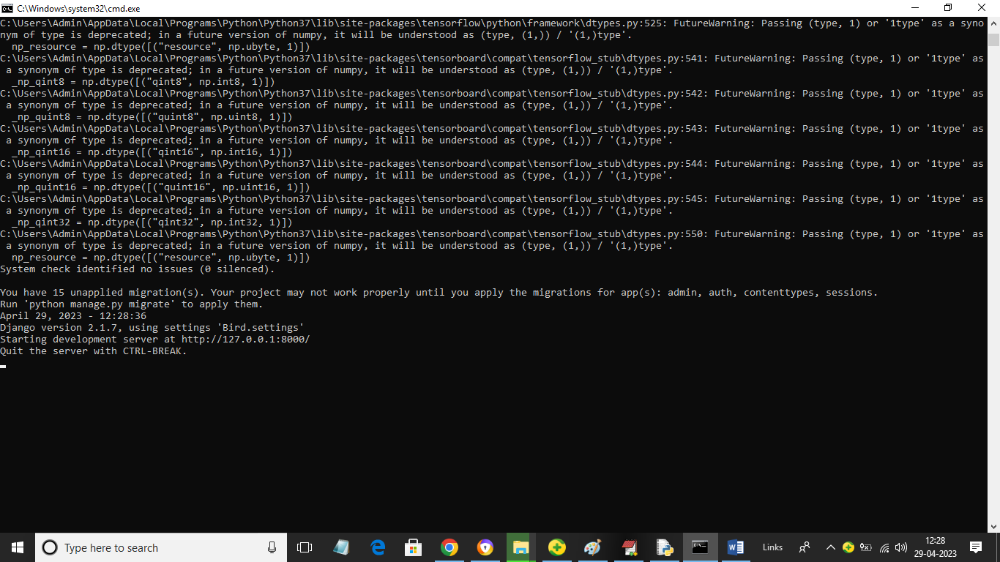 C:\Windows\system32\cmd.exe
C:\Users\Admin\AppData\Local\Programs\Python\Python37\lib\site-packages\tensorflow\python\framework\dtypes.py:525: FutureWarning: Passing (type, 1) or '1type' as a syno
nym of type is deprecated; in a future version of numpy, it will be understood as (type, (1,)) / '(1,)type'.
  np_resource = np.dtype([("resource", np.ubyte, 1)])
C:\Users\Admin\AppData\Local\Programs\Python\Python37\lib\site-packages\tensorboard\compat\tensorflow_stub\dtypes.py:541: FutureWarning: Passing (type, 1) or '1type' as
 a synonym of type is deprecated; in a future version of numpy, it will be understood as (type, (1,)) / '(1,)type'.
  _np_qint8 = np.dtype([("qint8", np.int8, 1)])
C:\Users\Admin\AppData\Local\Programs\Python\Python37\lib\site-packages\tensorboard\compat\tensorflow_stub\dtypes.py:542: FutureWarning: Passing (type, 1) or '1type' as
 a synonym of type is deprecated; in a future version of numpy, it will be understood as (type, (1,)) / '(1,)type'.
  _np_quint8 = np.dtype([("quint8", np.uint8, 1)])
C:\Users\Admin\AppData\Local\Programs\Python\Python37\lib\site-packages\tensorboard\compat\tensorflow_stub\dtypes.py:543: FutureWarning: Passing (type, 1) or '1type' as
 a synonym of type is deprecated; in a future version of numpy, it will be understood as (type, (1,)) / '(1,)type'.
  _np_qint16 = np.dtype([("qint16", np.int16, 1)])
C:\Users\Admin\AppData\Local\Programs\Python\Python37\lib\site-packages\tensorboard\compat\tensorflow_stub\dtypes.py:544: FutureWarning: Passing (type, 1) or '1type' as
 a synonym of type is deprecated; in a future version of numpy, it will be understood as (type, (1,)) / '(1,)type'.
  _np_quint16 = np.dtype([("quint16", np.uint16, 1)])
C:\Users\Admin\AppData\Local\Programs\Python\Python37\lib\site-packages\tensorboard\compat\tensorflow_stub\dtypes.py:545: FutureWarning: Passing (type, 1) or '1type' as
 a synonym of type is deprecated; in a future version of numpy, it will be understood as (type, (1,)) / '(1,)type'.
  _np_qint32 = np.dtype([("qint32", np.int32, 1)])
C:\Users\Admin\AppData\Local\Programs\Python\Python37\lib\site-packages\tensorboard\compat\tensorflow_stub\dtypes.py:550: FutureWarning: Passing (type, 1) or '1type' as
 a synonym of type is deprecated; in a future version of numpy, it will be understood as (type, (1,)) / '(1,)type'.
  np_resource = np.dtype([("resource", np.ubyte, 1)])
System check identified no issues (0 silenced).
You have 15 unapplied migration(s). Your project may not work properly until you apply the migrations for app(s): admin, auth, contenttypes, sessions.
Run 'python manage.py migrate' to apply them.
April 29, 2023 - 12:28:36
Django version 2.1.7, using settings 'Bird.settings'
Starting development server at http://127.0.0.1:8000/
Quit the server with CTRL-BREAK.
Type here to search
Links
12:28
29-04-2023